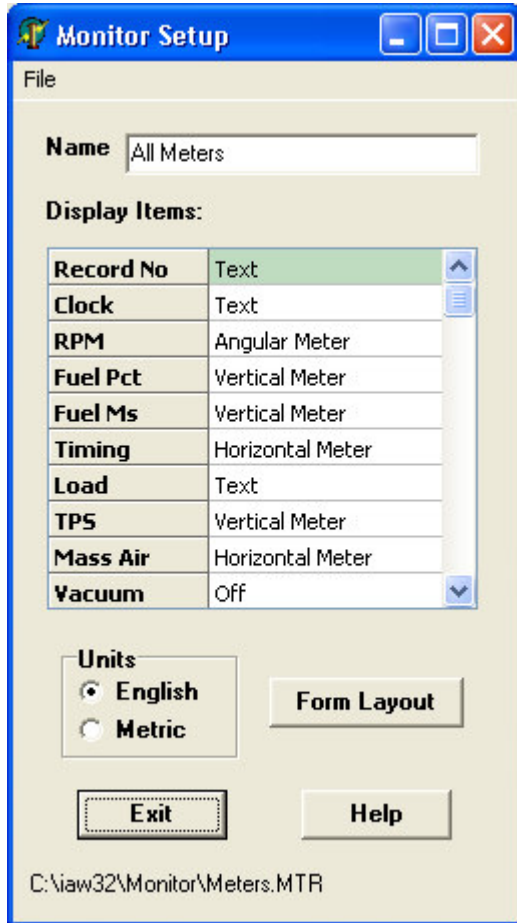 Monitor Setup
File
Name All Meters
Display Items:
Record No Text
Clock Text
RPM Angular Meter
Fuel Pct Vertical Meter
Fuel Ms Vertical Meter
Timing Horizontal Meter
Load Text
TPS Vertical Meter
Mass Air Horizontal Meter
Vacuum Off
Units
English
Metric
Form Layout
Exit Help
C:\iaw32\Monitor\Meters.MTR